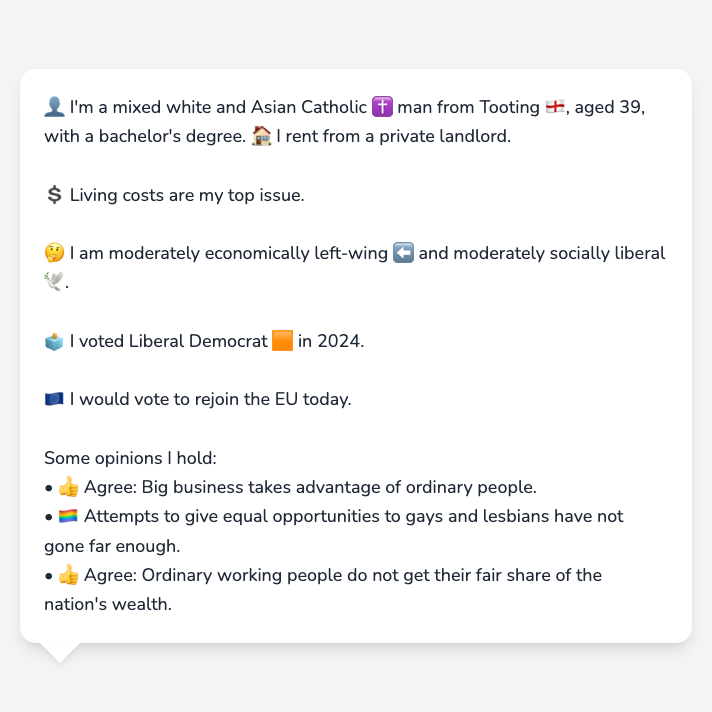 👤 I'm a mixed white and Asian Catholic ✝️ man from Tooting 🏴󠁧󠁢󠁥󠁮󠁧󠁿, aged 39,
with a bachelor's degree. 🏠 I rent from a private landlord.
💲 Living costs are my top issue.
🤔 I am moderately economically left-wing ⬅️ and moderately socially liberal
🕊️.
🗳️ I voted Liberal Democrat 🟧 in 2024.
🇪🇺 I would vote to rejoin the EU today.
Some opinions I hold:
• 👍 Agree: Big business takes advantage of ordinary people.
• 🏳️‍🌈 Attempts to give equal opportunities to gays and lesbians have not
gone far enough.
• 👍 Agree: Ordinary working people do not get their fair share of the
nation's wealth.